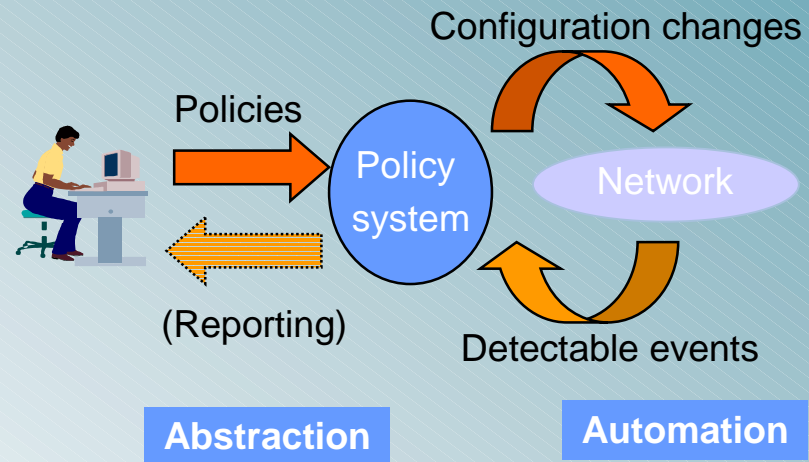 Configuration changes
Policies
Policy
system
Network
(Reporting)
Detectable events
Abstraction
Automation